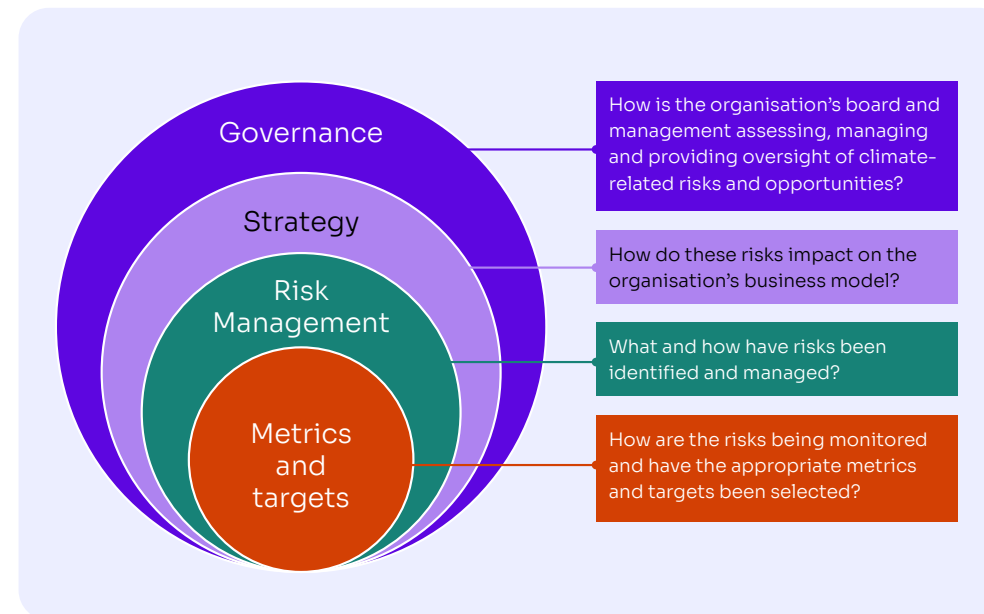 Governance
Strategy
Risk
Management
Metrics
and
targets
How is the organisation’s board and
management assessing, managing
and providing oversight of climate-
related risks and opportunities?
How do these risks impact on the
organisation’s business model?
What and how have risks been
identified and managed?
How are the risks being monitored
and have the appropriate metrics
and targets been selected?